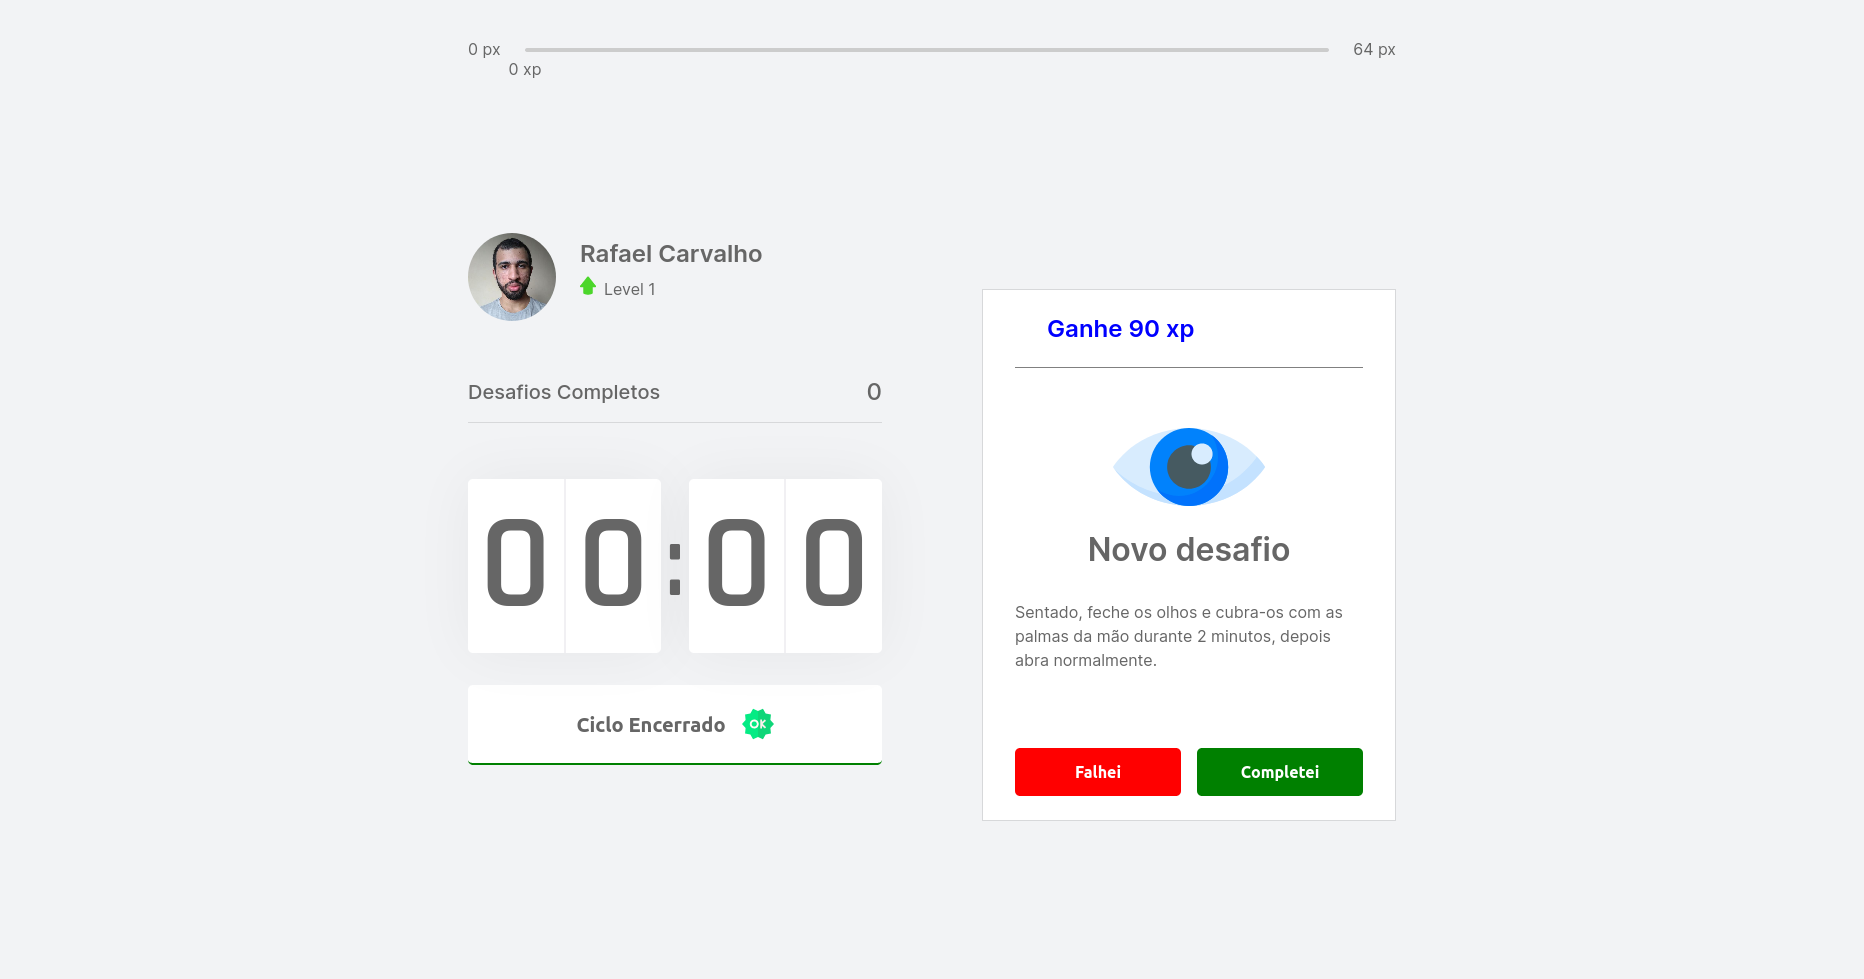 0 px
64 px
0 xp
Rafael Carvalho
Level 1
Desafios Completos 0
00:00
Ciclo Encerrado OK
Ganhe 90 xp
Novo desafio
Sentado, feche os olhos e cubra-os com as
palmas da mão durante 2 minutos, depois
abra normalmente.
Falhei
Completei